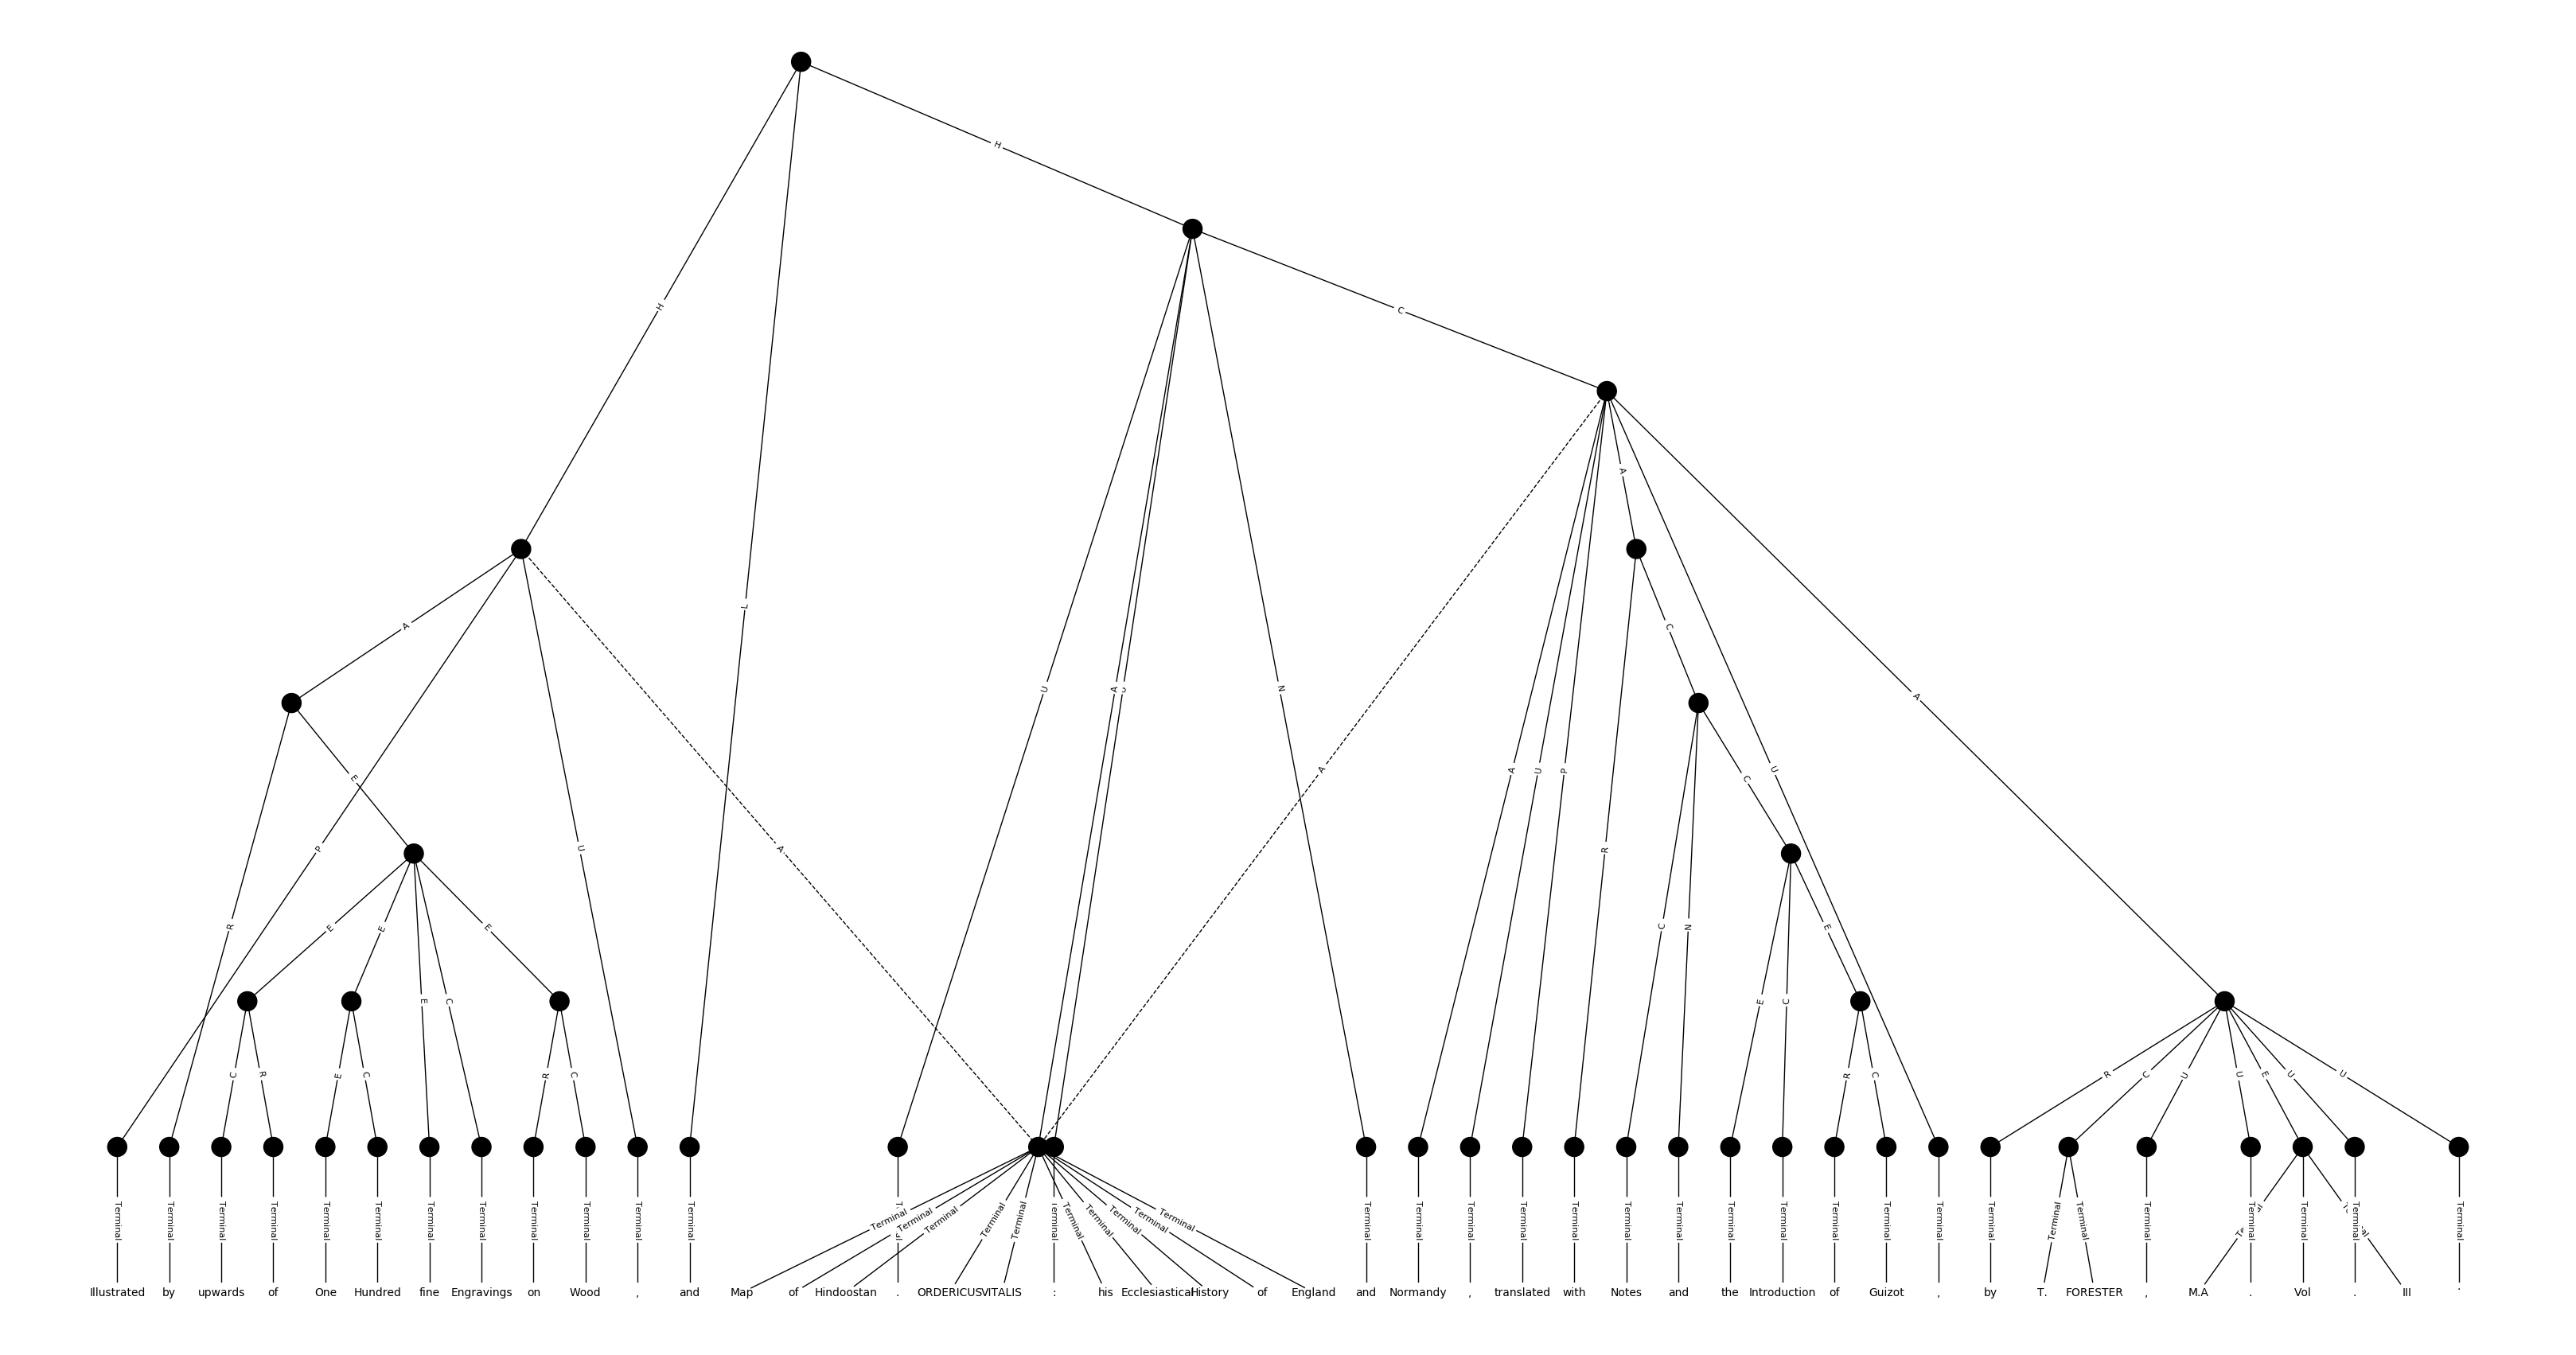 H
C
H
A
L
A
C
U
A
U
N
A
A
U
P
E
C
U
P
U
A
R
A
R
C
N
E
E
E
E
C
E
E
C
C
R
E
C
R
C
R
C
R
C
U
U
E
U
U
Terminal Terminal Terminal Terminal Terminal Terminal Terminal Terminal Terminal Terminal Terminal Terminal Terminal Terminal Terminal Terminal Terminal Terminal Terminal Terminal Terminal Terminal Terminal Terminal Terminal Terminal Terminal Terminal Terminal Terminal Terminal Terminal Terminal Terminal Terminal Terminal Terminal Terminal Terminal Terminal Terminal Terminal Terminal Terminal Terminal Terminal
Illustrated by upwards of One Hundred fine Engravings on Wood , and Map of Hindoostan . ORDERICUS VITALIS : his Ecclesiastical History of England and Normandy , translated with Notes and the Introduction of Guizot , by T. FORESTER , M.A . Vol . III .